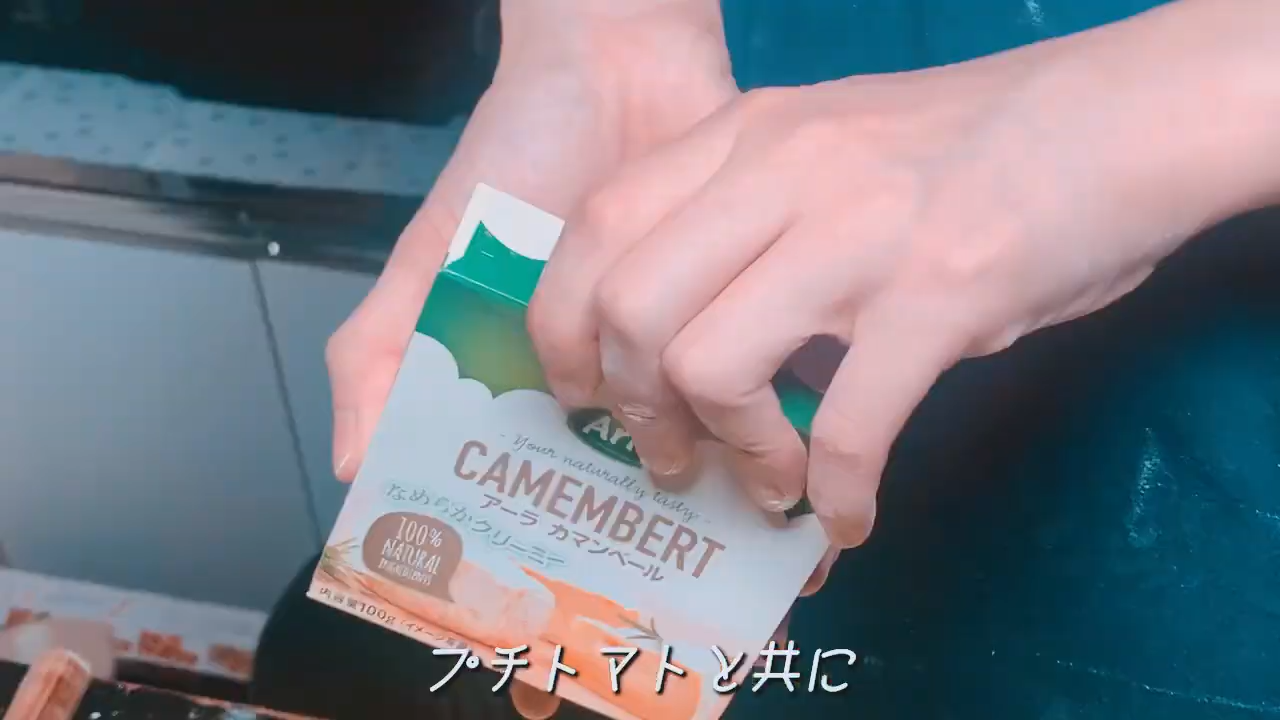 - Your naturally tasty -
CAMEMBERT
アーラ カマンベール
なめらかクリーミー
100%
NATURAL
INGREDIENTS
内容量100g
プチトマトと共に